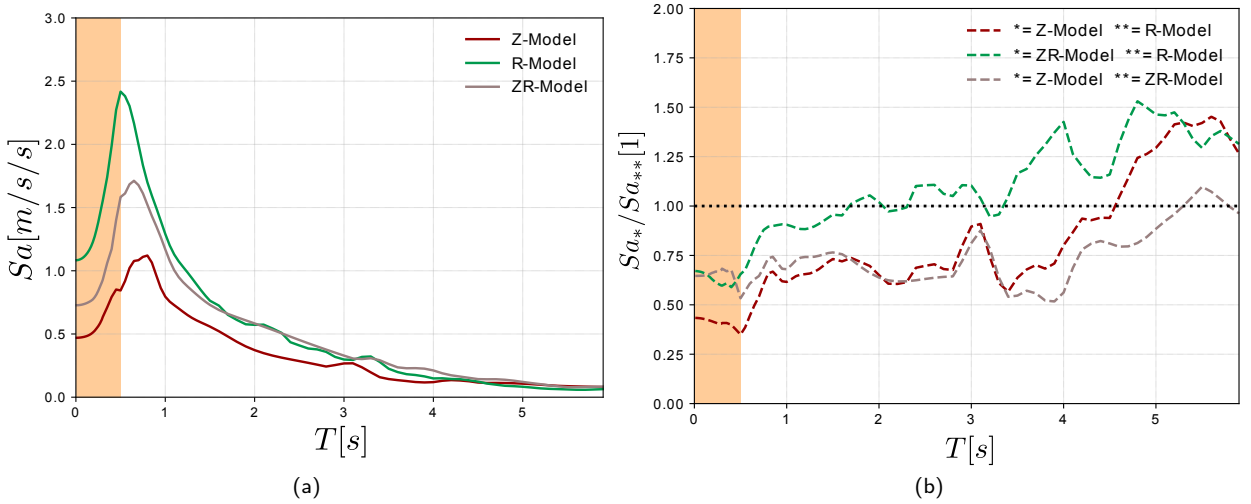 3.0
2.5
2.0
1.5
1.0
0.5
0.0
Sa[m/s/s]
Z-Model
R-Model
ZR-Model
0 1 2 3 4 5
T[s]
(a)
2.00
1.75
1.50
1.25
1.00
0.75
0.50
0.25
0.00
Sa*/Sa**[1]
*= Z-Model **= R-Model
*= ZR-Model **= R-Model
*= Z-Model **= ZR-Model
0 1 2 3 4 5
T[s]
(b)